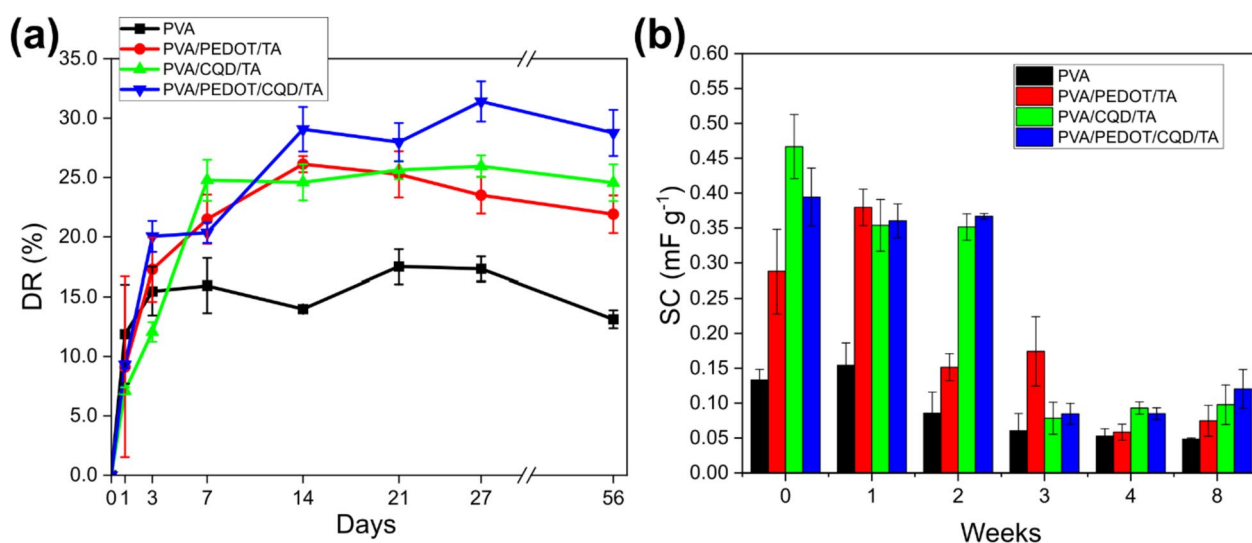 (a)
PVA
PVA/PEDOT/TA
PVA/CQD/TA
PVA/PEDOT/CQD/TA
35.0
30.0
25.0
20.0
15.0
10.0
5.0
0.0
DR (%)
0 1 3 7 14 21 27 56
Days
(b)
PVA
PVA/PEDOT/TA
PVA/CQD/TA
PVA/PEDOT/CQD/TA
0.60
0.50
0.45
0.40
0.35
0.30
0.25
0.20
0.15
0.10
0.05
0.00
SC (mF g⁻¹)
0 1 2 3 4 8
Weeks